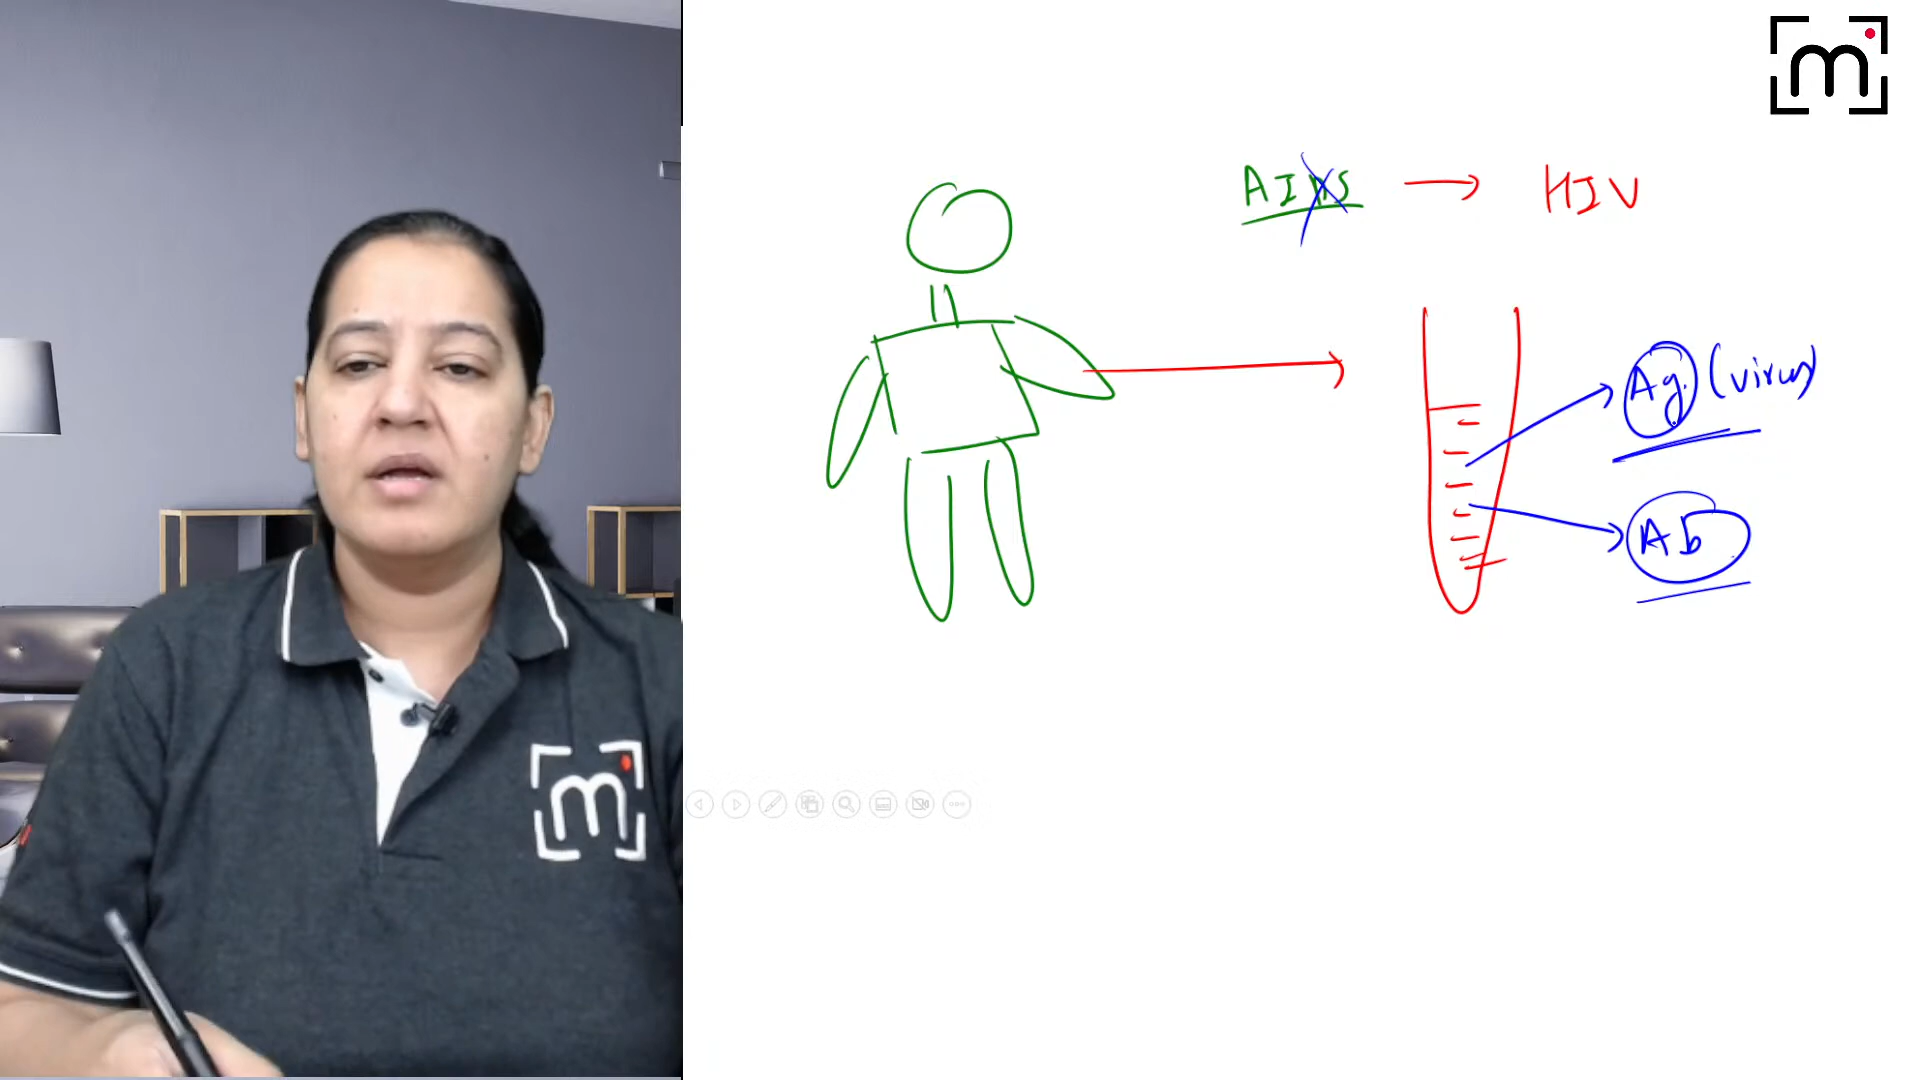 m
AIDS → HIV
Ag. (virus)
Ab
m